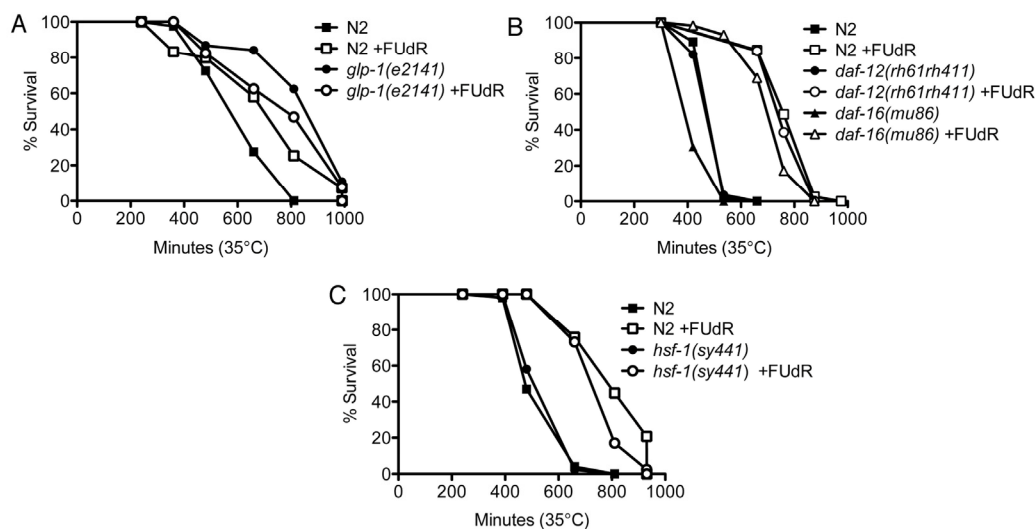 A
N2
N2 +FUdR
glp-1(e2141)
glp-1(e2141) +FUdR
% Survival
100
80
60
40
20
0
0 200 400 600 800 1000
Minutes (35°C)
B
N2
N2 +FUdR
daf-12(rh61rh411)
daf-12(rh61rh411) +FUdR
daf-16(mu86)
daf-16(mu86) +FUdR
% Survival
100
80
60
40
20
0
0 200 400 600 800 1000
Minutes (35°C)
C
N2
N2 +FUdR
hsf-1(sy441)
hsf-1(sy441) +FUdR
% Survival
100
80
60
40
20
0
0 200 400 600 800 1000
Minutes (35°C)